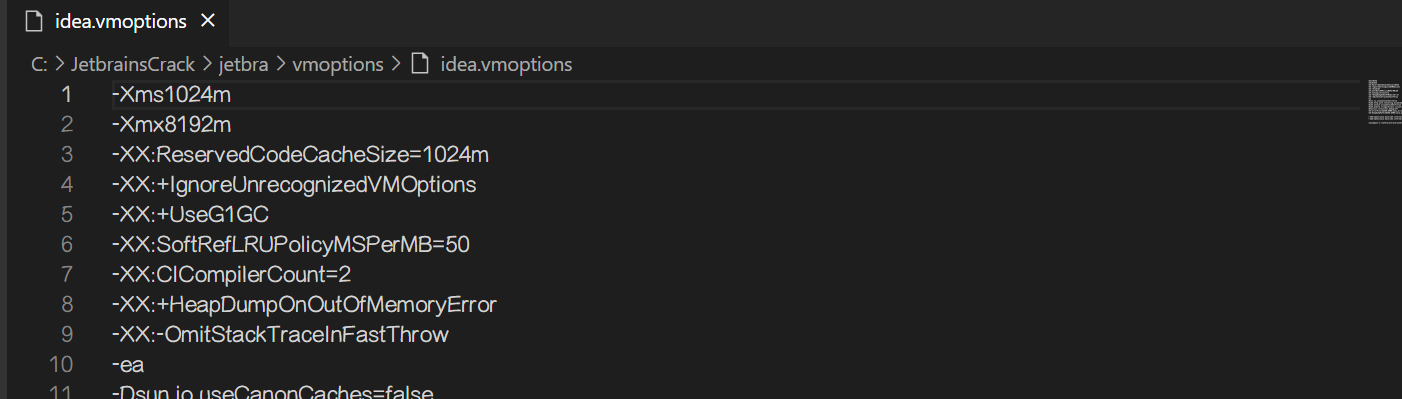 idea.vmoptions ×
C: > JetbrainsCrack > jetbra > vmoptions > idea.vmoptions
1 -Xms1024m
2 -Xmx8192m
3 -XX:ReservedCodeCacheSize=1024m
4 -XX:+IgnoreUnrecognizedVMOptions
5 -XX:+UseG1GC
6 -XX:SoftRefLRUPolicyMSPerMB=50
7 -XX:CICompilerCount=2
8 -XX:+HeapDumpOnOutOfMemoryError
9 -XX:-OmitStackTraceInFastThrow
10 -ea
11 -Dsun.io.useCanonCaches=false